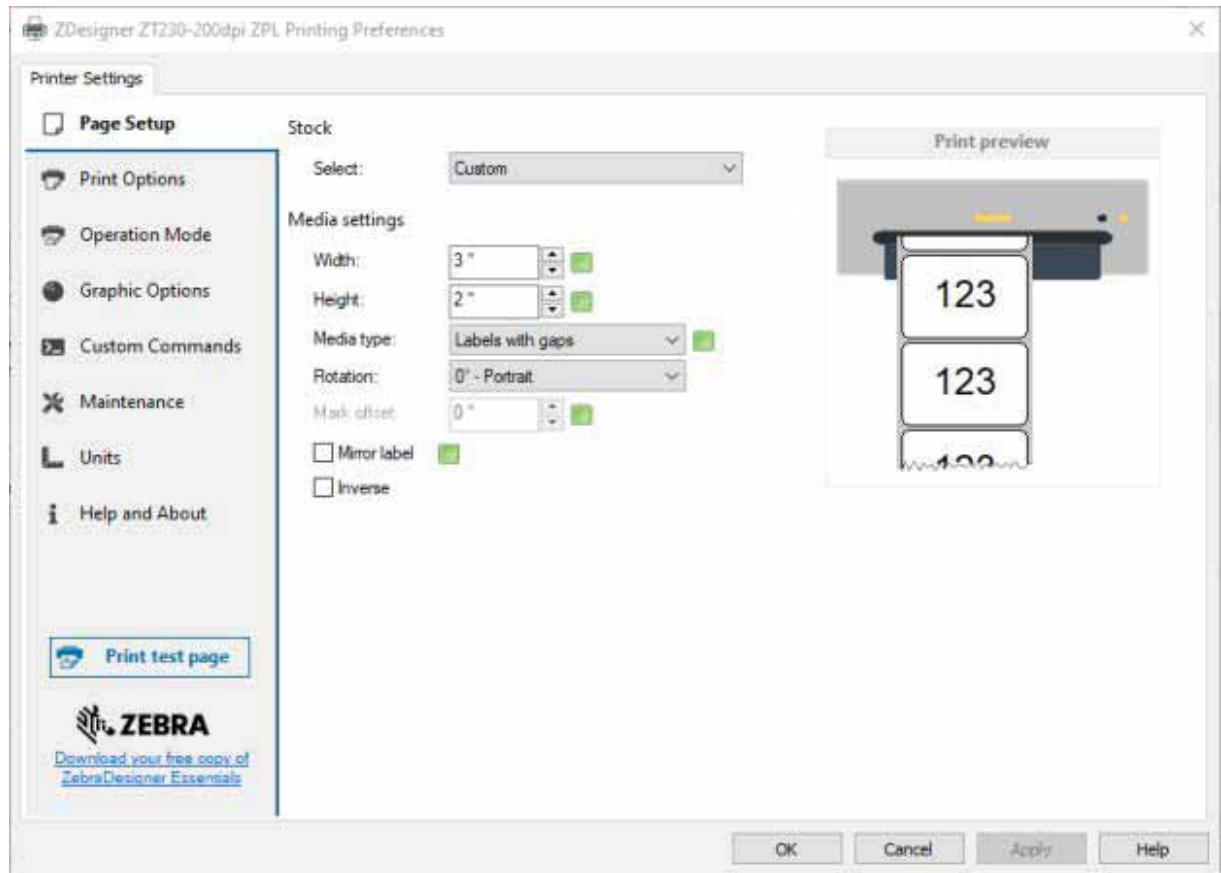 ZDesigner ZT230-200dpi ZPL Printing Preferences
Printer Settings
Page Setup
Print Options
Operation Mode
Graphic Options
Custom Commands
Maintenance
Units
Help and About
Print test page
ZEBRA
Download your free copy of
ZebraDesigner Essentials
Stock
Select: Custom
Media settings
Width: 3 "
Height: 2 "
Media type: Labels with gaps
Rotation: 0° - Portrait
Mark offset: 0 "
Mirror label
Inverse
Print preview
123
123
123
OK Cancel Apply Help